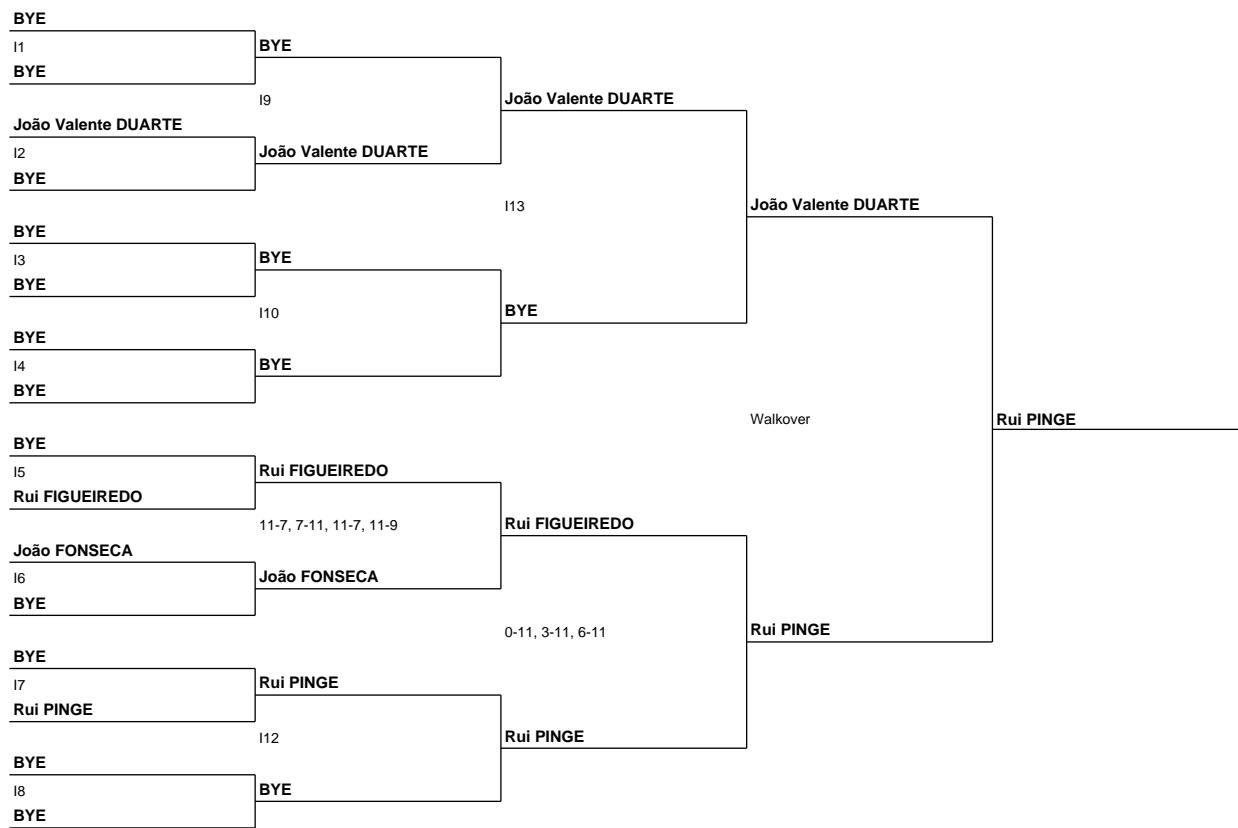 BYE
I1
BYE
BYE
I9
João Valente DUARTE
João Valente DUARTE
I2
João Valente DUARTE
BYE
I13
João Valente DUARTE
BYE
I3
BYE
BYE
I10
BYE
BYE
I4
BYE
BYE
Walkover
Rui PINGE
BYE
I5
Rui FIGUEIREDO
Rui FIGUEIREDO
11-7, 7-11, 11-7, 11-9
Rui FIGUEIREDO
João FONSECA
I6
João FONSECA
BYE
0-11, 3-11, 6-11
Rui PINGE
BYE
I7
Rui PINGE
Rui PINGE
I12
Rui PINGE
BYE
I8
BYE
BYE